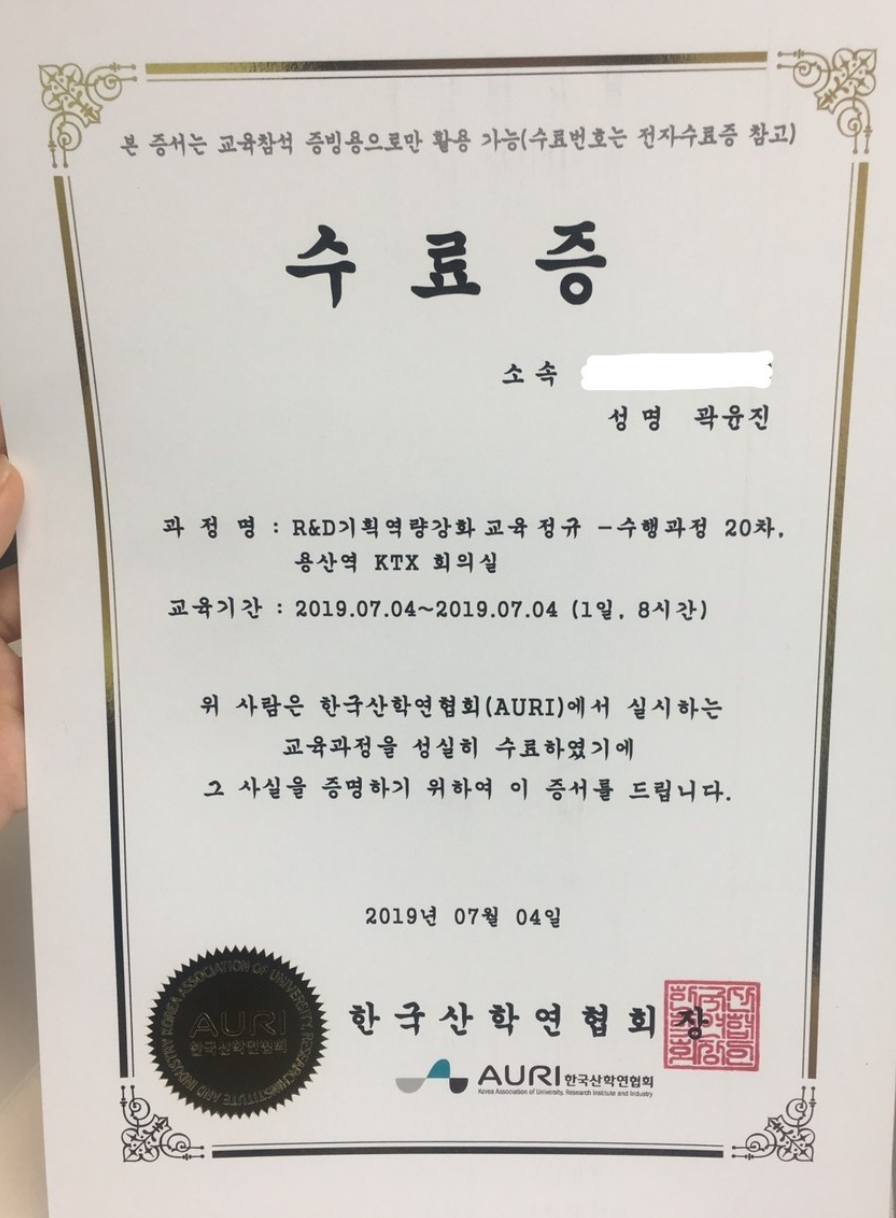 본 증서는 교육참석 증빙용으로만 활용 가능(수료번호는 전자수료증 참고)
수 료 증
소 속
성 명 곽윤진
과 정 명 : R&D기획역량강화 교육 정규 -수행과정 20차,
용산역 KTX 회의실
교육기간 : 2019.07.04~2019.07.04 (1일, 8시간)
위 사람은 한국산학연협회(AURI)에서 실시하는
교육과정을 성실히 수료하였기에
그 사실을 증명하기 위하여 이 증서를 드립니다.
2019년 07월 04일
KOREA ASSOCIATION OF UNIVERSITY, RESEARCH INSTITUTE AND INDUSTRY
AURI
한국산학연협회
한 국 산 학 연 협 회 장
AURI 한국산학연협회
Korea Association of University, Research Institute and Industry